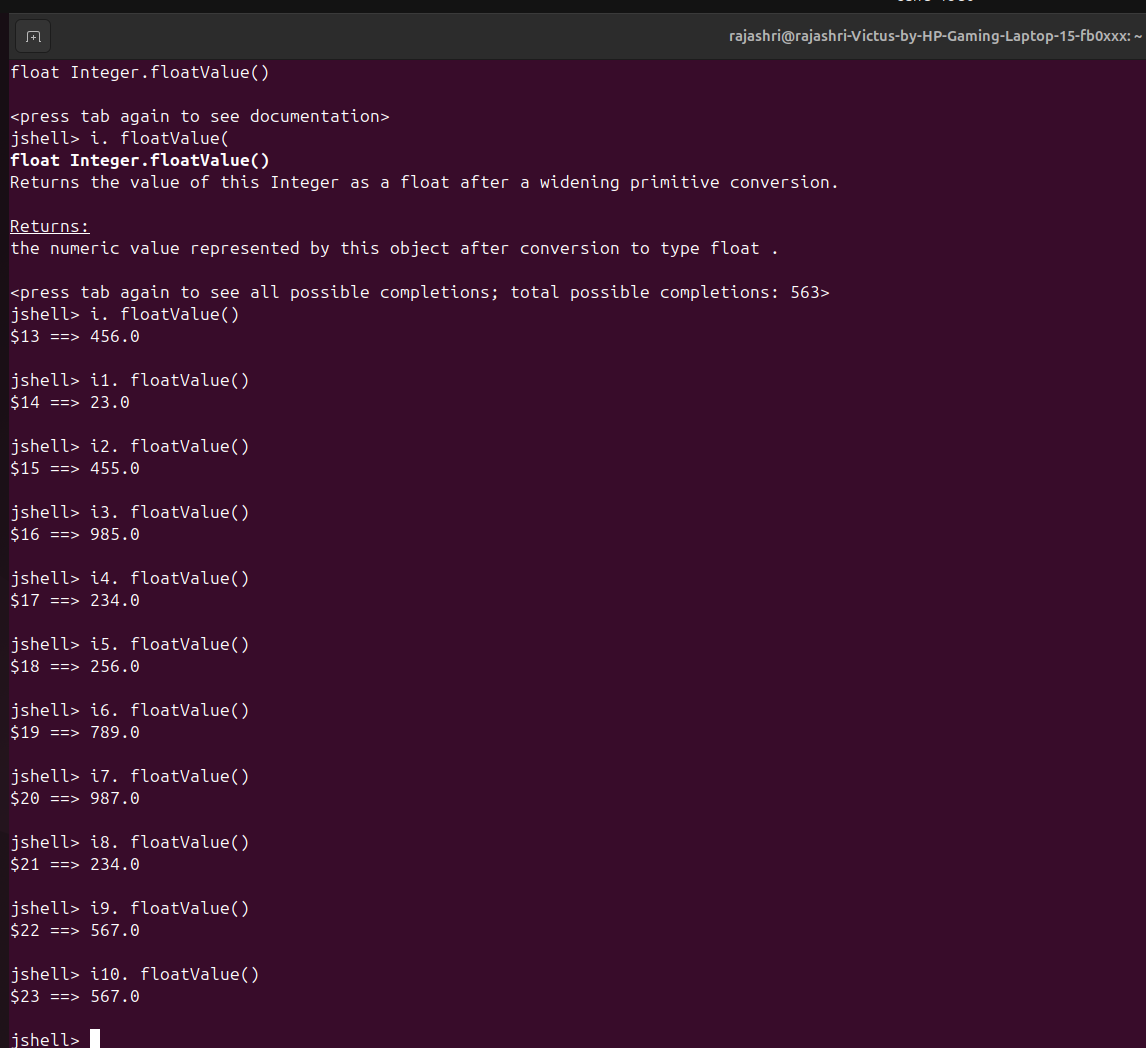 rajashri@rajashri-Victus-by-HP-Gaming-Laptop-15-fb0xxx: ~
float Integer.floatValue()
<press tab again to see documentation>
jshell> i. floatValue(
float Integer.floatValue()
Returns the value of this Integer as a float after a widening primitive conversion.
Returns:
the numeric value represented by this object after conversion to type float .
<press tab again to see all possible completions; total possible completions: 563>
jshell> i. floatValue()
$13 ==> 456.0
jshell> i1. floatValue()
$14 ==> 23.0
jshell> i2. floatValue()
$15 ==> 455.0
jshell> i3. floatValue()
$16 ==> 985.0
jshell> i4. floatValue()
$17 ==> 234.0
jshell> i5. floatValue()
$18 ==> 256.0
jshell> i6. floatValue()
$19 ==> 789.0
jshell> i7. floatValue()
$20 ==> 987.0
jshell> i8. floatValue()
$21 ==> 234.0
jshell> i9. floatValue()
$22 ==> 567.0
jshell> i10. floatValue()
$23 ==> 567.0
jshell>